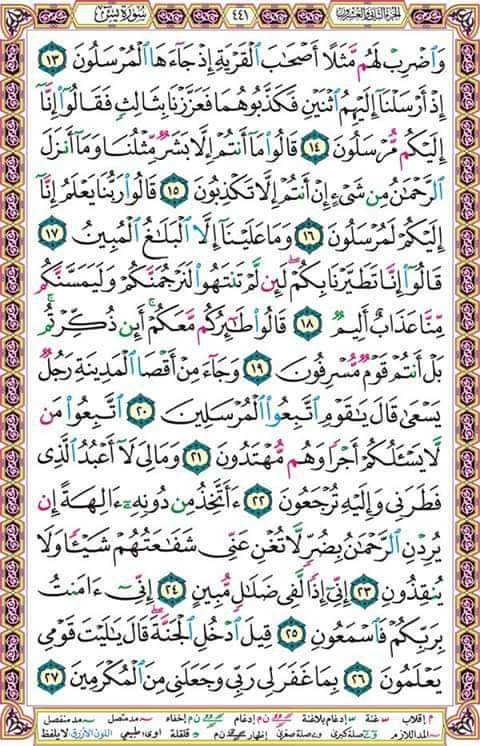 الجزء الثاني والعشرون
٤٤١
سورة يس
وَاضْرِبْ لَهُم مَّثَلًا أَصْحَابَ الْقَرْيَةِ إِذْ جَاءَهَا الْمُرْسَلُونَ ١٣
إِذْ أَرْسَلْنَا إِلَيْهِمُ اثْنَيْنِ فَكَذَّبُوهُمَا فَعَزَّزْنَا بِثَالِثٍ فَقَالُوا إِنَّا
إِلَيْكُم مُّرْسَلُونَ ١٤ قَالُوا مَا أَنتُمْ إِلَّا بَشَرٌ مِّثْلُنَا وَمَا أَنزَلَ
الرَّحْمَٰنُ مِن شَيْءٍ إِنْ أَنتُمْ إِلَّا تَكْذِبُونَ ١٥ قَالُوا رَبُّنَا يَعْلَمُ إِنَّا
إِلَيْكُمْ لَمُرْسَلُونَ ١٦ وَمَا عَلَيْنَا إِلَّا الْبَلَاغُ الْمُبِينُ ١٧
قَالُوا إِنَّا تَطَيَّرْنَا بِكُمْ ۖ لَئِن لَّمْ تَنتَهُوا لَنَرْجُمَنَّكُمْ وَلَيَمَسَّنَّكُم
مِّنَّا عَذَابٌ أَلِيمٌ ١٨ قَالُوا طَائِرُكُم مَّعَكُمْ ۚ أَئِن ذُكِّرْتُم ۚ
بَلْ أَنتُمْ قَوْمٌ مُّسْرِفُونَ ١٩ وَجَاءَ مِنْ أَقْصَا الْمَدِينَةِ رَجُلٌ
يَسْعَىٰ قَالَ يَا قَوْمِ اتَّبِعُوا الْمُرْسَلِينَ ٢٠ اتَّبِعُوا مَن
لَّا يَسْـَٔلُكُمْ أَجْرًا وَهُم مُّهْتَدُونَ ٢١ وَمَا لِيَ لَا أَعْبُدُ الَّذِي
فَطَرَنِي وَإِلَيْهِ تُرْجَعُونَ ٢٢ ءَأَتَّخِذُ مِن دُونِهِ ءَالِهَةً إِن
يُرِدْنِ الرَّحْمَٰنُ بِضُرٍّ لَّا تُغْنِ عَنِّي شَفَاعَتُهُمْ شَيْـًٔا وَلَا
يُنقِذُونِ ٢٣ إِنِّي إِذًا لَّفِي ضَلَالٍ مُّبِينٍ ٢٤ إِنِّي ءَامَنتُ
بِرَبِّكُمْ فَاسْمَعُونِ ٢٥ قِيلَ ادْخُلِ الْجَنَّةَ ۖ قَالَ يَا لَيْتَ قَوْمِي
يَعْلَمُونَ ٢٦ بِمَا غَفَرَ لِي رَبِّي وَجَعَلَنِي مِنَ الْمُكْرَمِينَ ٢٧
م إقلاب س غنة إدغام بلاغنة ن م إدغام ن م إخفاء مد متصل مد منفصل
المد اللازم صلة كبرى صلة صغرى إظهار ن م قلقلة اوى: طبيعي اللون الأزرق لا يلفظ